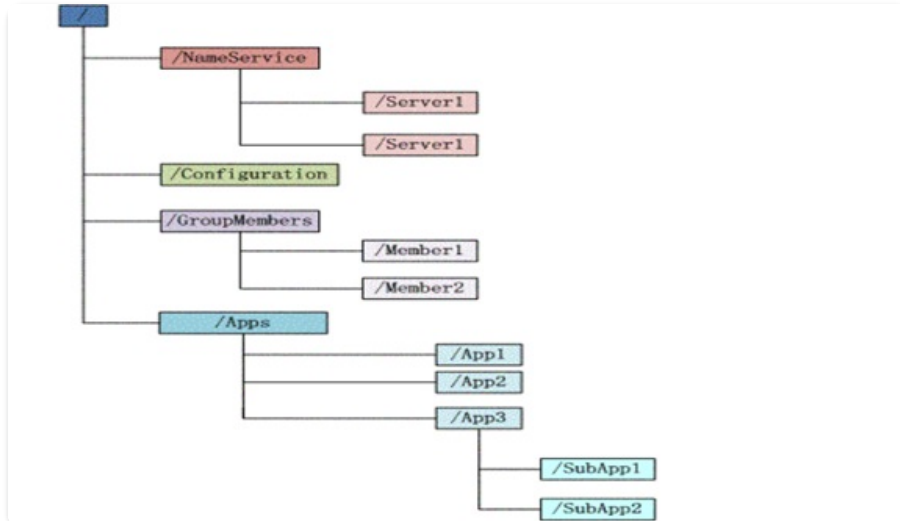 /
/NameService
/Server1
/Server1
/Configuration
/GroupMembers
/Member1
/Member2
/Apps
/App1
/App2
/App3
/SubApp1
/SubApp2